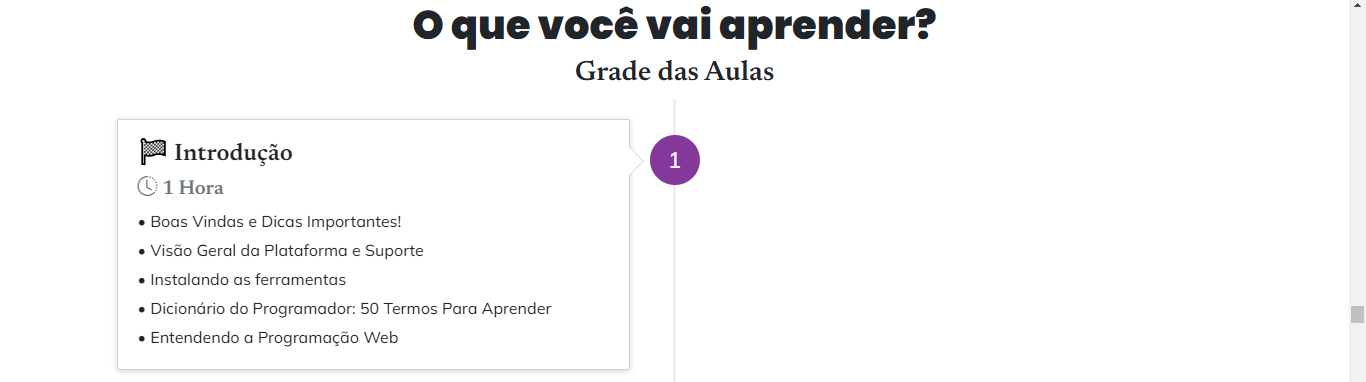 O que você vai aprender?
Grade das Aulas
Introdução
1
1 Hora
• Boas Vindas e Dicas Importantes!
• Visão Geral da Plataforma e Suporte
• Instalando as ferramentas
• Dicionário do Programador: 50 Termos Para Aprender
• Entendendo a Programação Web